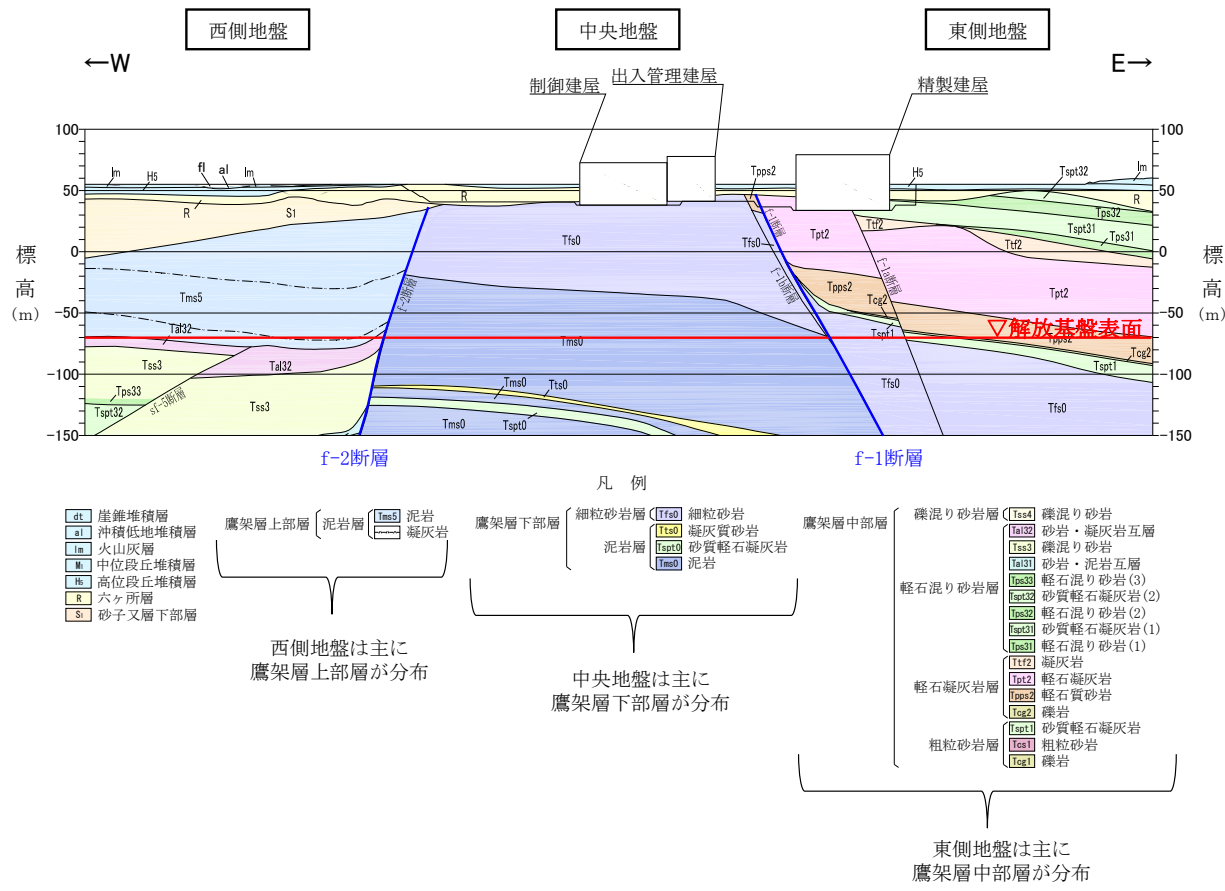 西側地盤
中央地盤
東側地盤
←W
E→
制御建屋
出入管理建屋
精製建屋
標高(m)
100
50
0
-50
-100
-150
標高(m)
100
50
0
-50
-100
-150
lm
H5
fl
al
lm
R
S1
R
Tms5
Tal32
Tss3
Tal32
Tps33
Tspt32
sf-5断層
Tss3
f-2断層
Tfs0
Tms0
Tms0
Tts0
Tms0
Tspt0
Tpps2
f-1断層
Tfs0
f-1b断層
Tpt2
Tpps2
Tcg2
Tspt1
f-1a断層
Ttf2
H5
Tspt32
lm
R
Tps32
Tspt31
Tps31
Ttf2
Tpt2
▽解放基盤表面
Tpps2
Tcg2
Tspt1
Tfs0
f-2断層
f-1断層
凡 例
dt 崖錐堆積層
al 沖積低地堆積層
lm 火山灰層
M1 中位段丘堆積層
H5 高位段丘堆積層
R 六ヶ所層
S1 砂子又層下部層
鷹架層上部層
泥岩層
Tms5 泥岩
凝灰岩
西側地盤は主に
鷹架層上部層が分布
鷹架層下部層
細粒砂岩層
Tfs0 細粒砂岩
泥岩層
Tts0 凝灰質砂岩
Tspt0 砂質軽石凝灰岩
Tms0 泥岩
中央地盤は主に
鷹架層下部層が分布
鷹架層中部層
礫混り砂岩層
Tss4 礫混り砂岩
軽石混り砂岩層
Tal32 砂岩・凝灰岩互層
Tss3 礫混り砂岩
Tal31 砂岩・泥岩互層
Tps33 軽石混り砂岩(3)
Tspt32 砂質軽石凝灰岩(2)
Tps32 軽石混り砂岩(2)
Tspt31 砂質軽石凝灰岩(1)
Tps31 軽石混り砂岩(1)
軽石凝灰岩層
Ttf2 凝灰岩
Tpt2 軽石凝灰岩
Tpps2 軽石質砂岩
Tcg2 礫岩
粗粒砂岩層
Tspt1 砂質軽石凝灰岩
Tcs1 粗粒砂岩
Tcg1 礫岩
東側地盤は主に
鷹架層中部層が分布